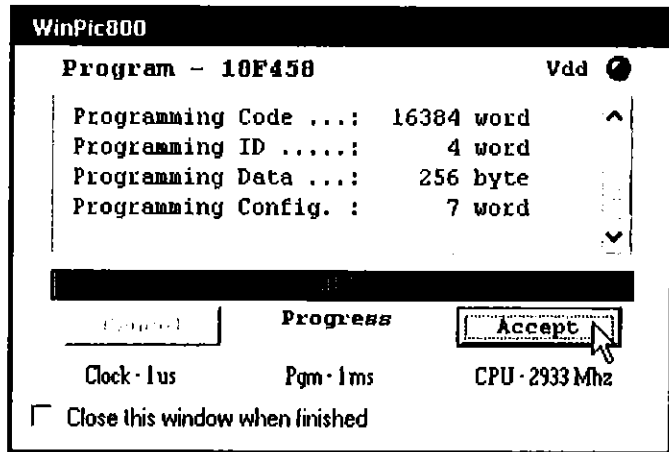 WinPic800
Program - 18F458 Vdd
Programming Code ...: 16384 word
Programming ID .....: 4 word
Programming Data ...: 256 byte
Programming Config. : 7 word
Cancel Progress Accept
Clock - 1us Pgm - 1ms CPU - 2933 Mhz
Close this window when finished